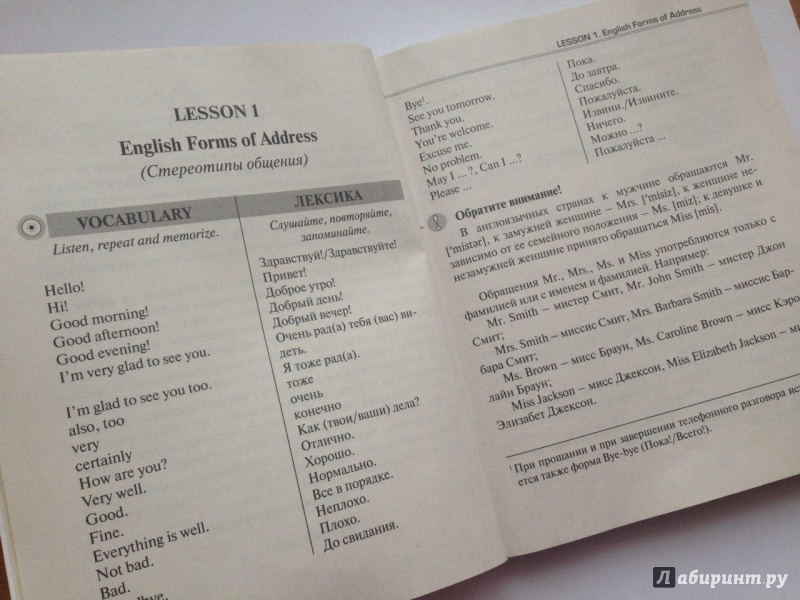 LESSON 1
English Forms of Address
(Стереотипы общения)
VOCABULARY
Listen, repeat and memorize.
Hello!
Hi!
Good morning!
Good afternoon!
Good evening!
I'm very glad to see you.
I'm glad to see you too.
also, too
very
certainly
How are you?
Very well.
Good.
Fine.
Everything is well.
Not bad.
Bad.
ЛЕКСИКА
Слушайте, повторяйте,
запоминайте.
Здравствуй!/Здравствуйте!
Привет!
Доброе утро!
Добрый день!
Добрый вечер!
Очень рад(а) тебя (вас) ви-
деть.
Я тоже рад(а).
тоже
очень
конечно
Как (твои/ваши) дела?
Отлично.
Хорошо.
Нормально.
Все в порядке.
Неплохо.
Плохо.
До свидания.
LESSON 1. English Forms of Address
Bye¹.
See you tomorrow.
Thank you.
You're welcome.
Excuse me.
No problem.
May I ...?, Can I ...?
Please ...
Пока.
До завтра.
Спасибо.
Пожалуйста.
Извини./Извините.
Ничего.
Можно ...?
Пожалуйста ...
Обратите внимание!
В англоязычных странах к мужчине обращаются Mr.
['mistər], к замужней женщине – Mrs. ['misiz], к женщине не-
зависимо от ее семейного положения – Ms. [miz]; к девушке и
незамужней женщине принято обращаться Miss [mis].
Обращения Mr., Mrs., Ms. и Miss употребляются только с
фамилией или с именем и фамилией. Например:
Mr. Smith – мистер Смит, Mr. John Smith – мистер Джон
Смит;
Mrs. Smith – миссис Смит, Mrs. Barbara Smith – миссис Бар-
бара Смит;
Ms. Brown – мисс Браун, Ms. Caroline Brown – мисс Кэро-
лайн Браун;
Miss Jackson – мисс Джексон, Miss Elizabeth Jackson –
Элизабет Джексон.
¹ При прощании и при завершении телефонного разговора
ется также форма Bye-bye (Пока!/Всего!).
Лабиринт.ру